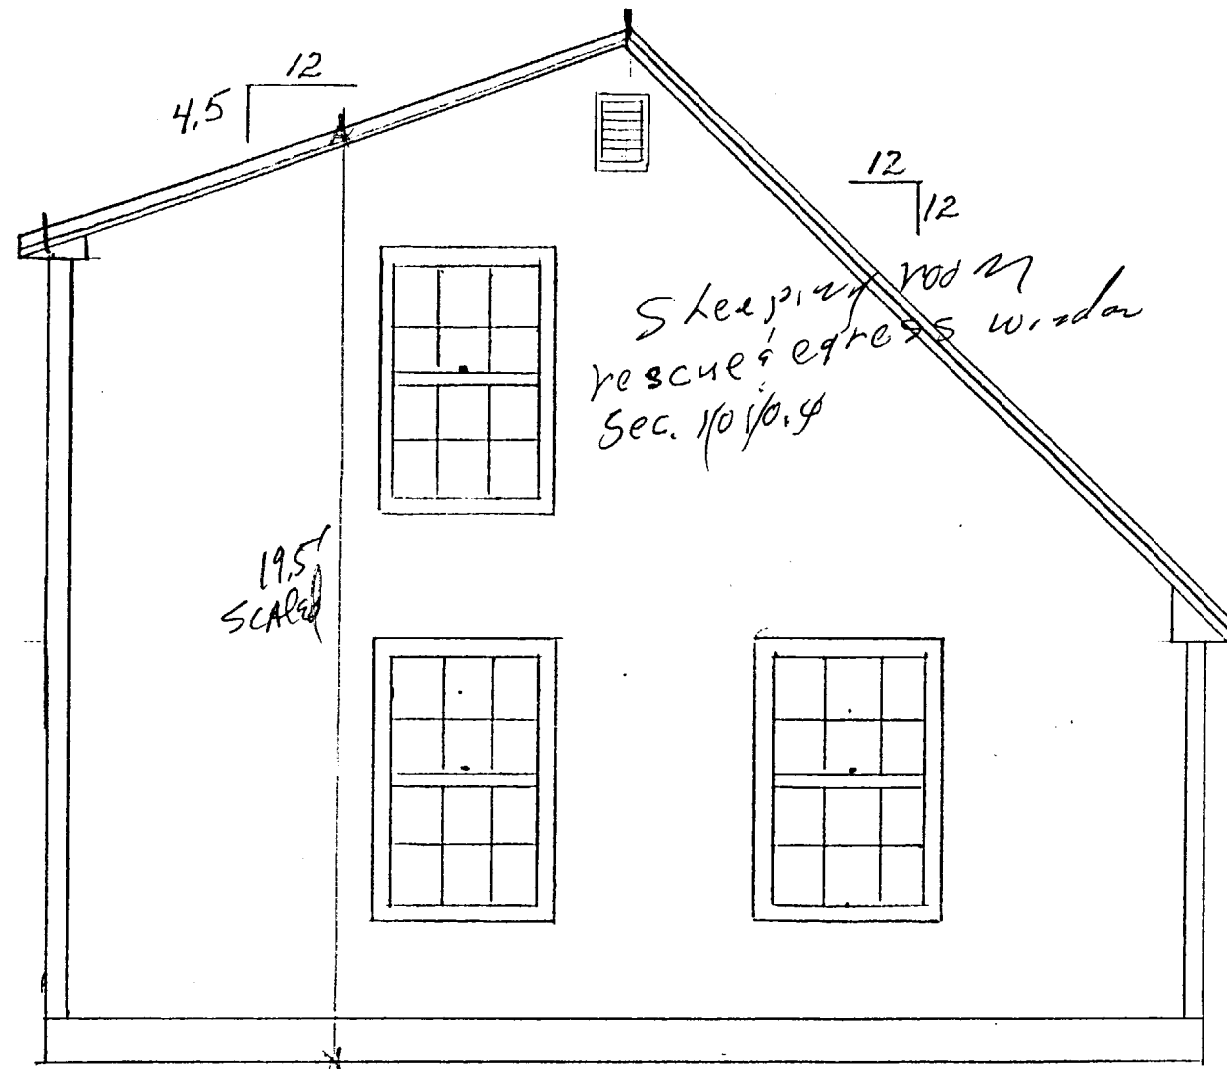 12
4.5
12
12
Sleeping room
rescue & egress window
Sec. 1010.4
19.5'
SCAled